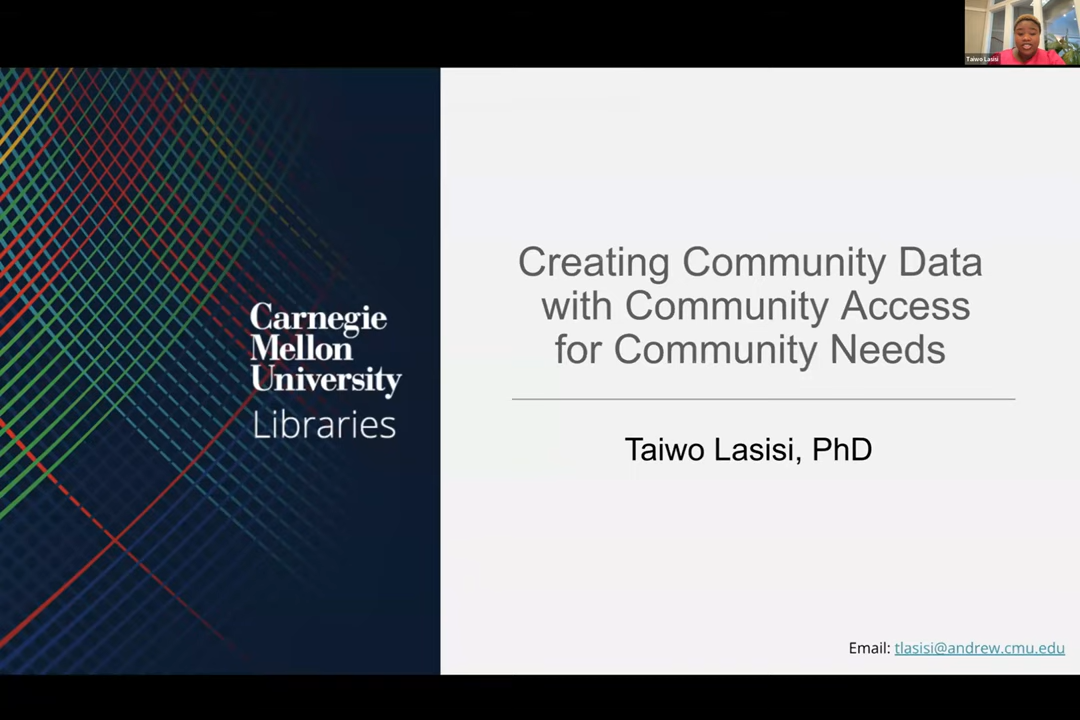 Taiwo Lasisi
Carnegie
Mellon
University
Libraries
Creating Community Data
with Community Access
for Community Needs
Taiwo Lasisi, PhD
Email: tlasisi@andrew.cmu.edu